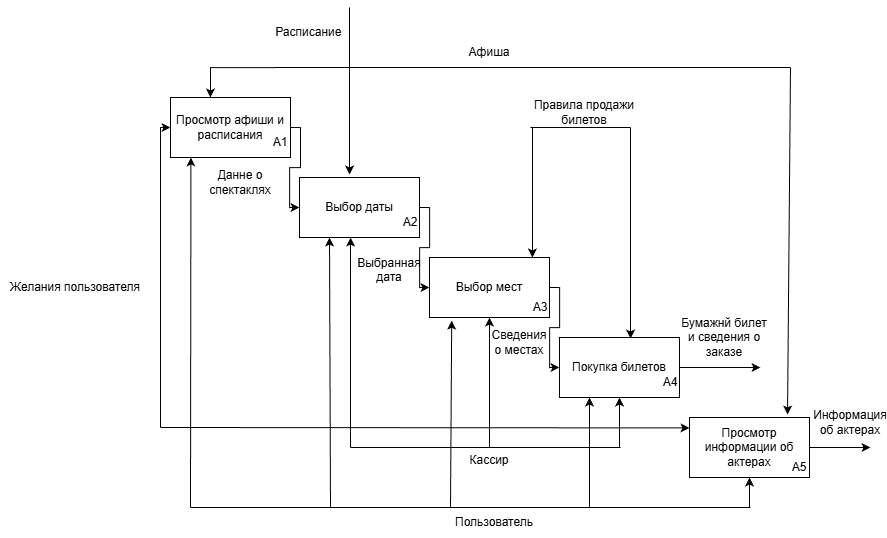 Расписание
Афиша
Просмотр афиши и
расписания
A1
Правила продажи
билетов
Данне о
спектаклях
Выбор даты
A2
Выбранная
дата
Желания пользователя
Выбор мест
A3
Сведения
о местах
Бумажнй билет
и сведения о
заказе
Покупка билетов
A4
Информация
об актерах
Просмотр
информации об
актерах
A5
Кассир
Пользователь